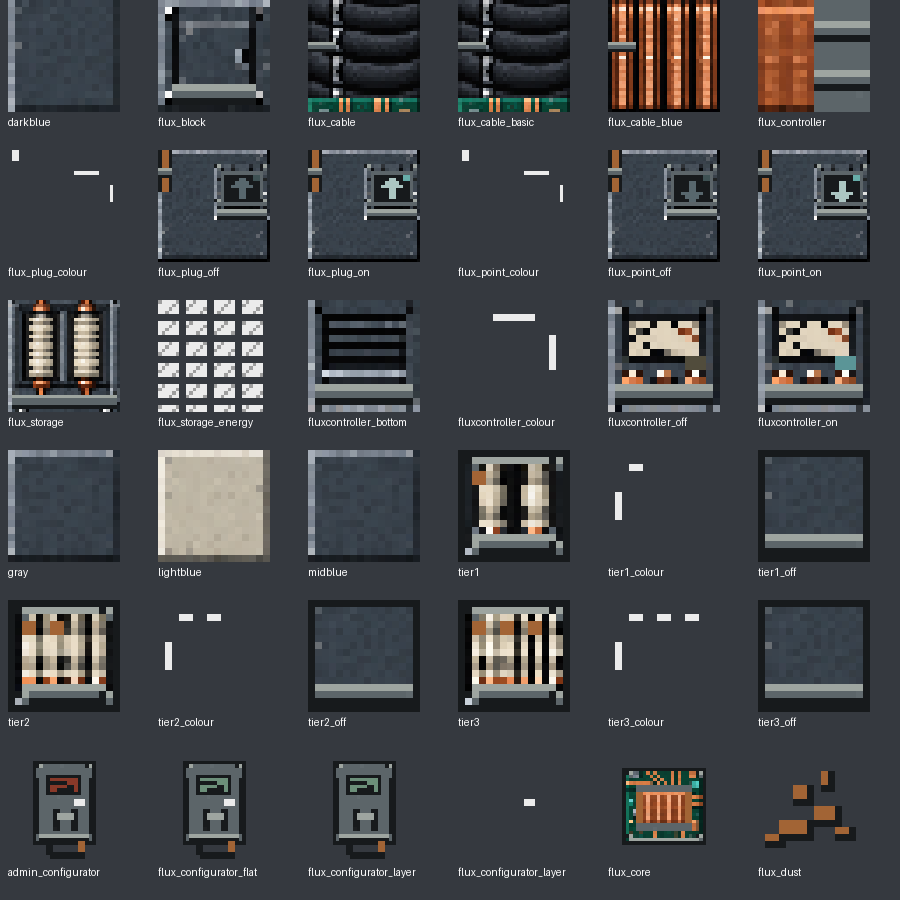 darkblue
flux_block
flux_cable
flux_cable_basic
flux_cable_blue
flux_controller
flux_plug_colour
flux_plug_off
flux_plug_on
flux_point_colour
flux_point_off
flux_point_on
flux_storage
flux_storage_energy
fluxcontroller_bottom
fluxcontroller_colour
fluxcontroller_off
fluxcontroller_on
gray
lightblue
midblue
tier1
tier1_colour
tier1_off
tier2
tier2_colour
tier2_off
tier3
tier3_colour
tier3_off
admin_configurator
flux_configurator_flat
flux_configurator_layer
flux_configurator_layer
flux_core
flux_dust